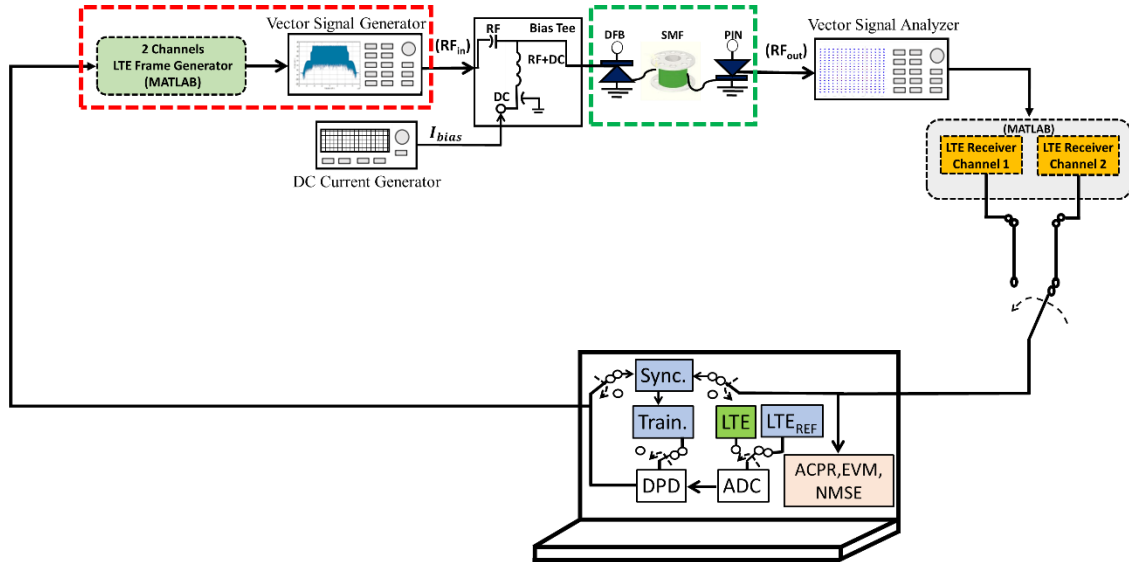 Vector Signal Generator
2 Channels
LTE Frame Generator
(MATLAB)
(RFin)
RF
Bias Tee
RF+DC
DC
Ibias
DC Current Generator
DFB
SMF
PIN
(RFout)
Vector Signal Analyzer
(MATLAB)
LTE Receiver
Channel 1
LTE Receiver
Channel 2
Sync.
Train.
LTE
LTEREF
DPD
ADC
ACPR,EVM,
NMSE